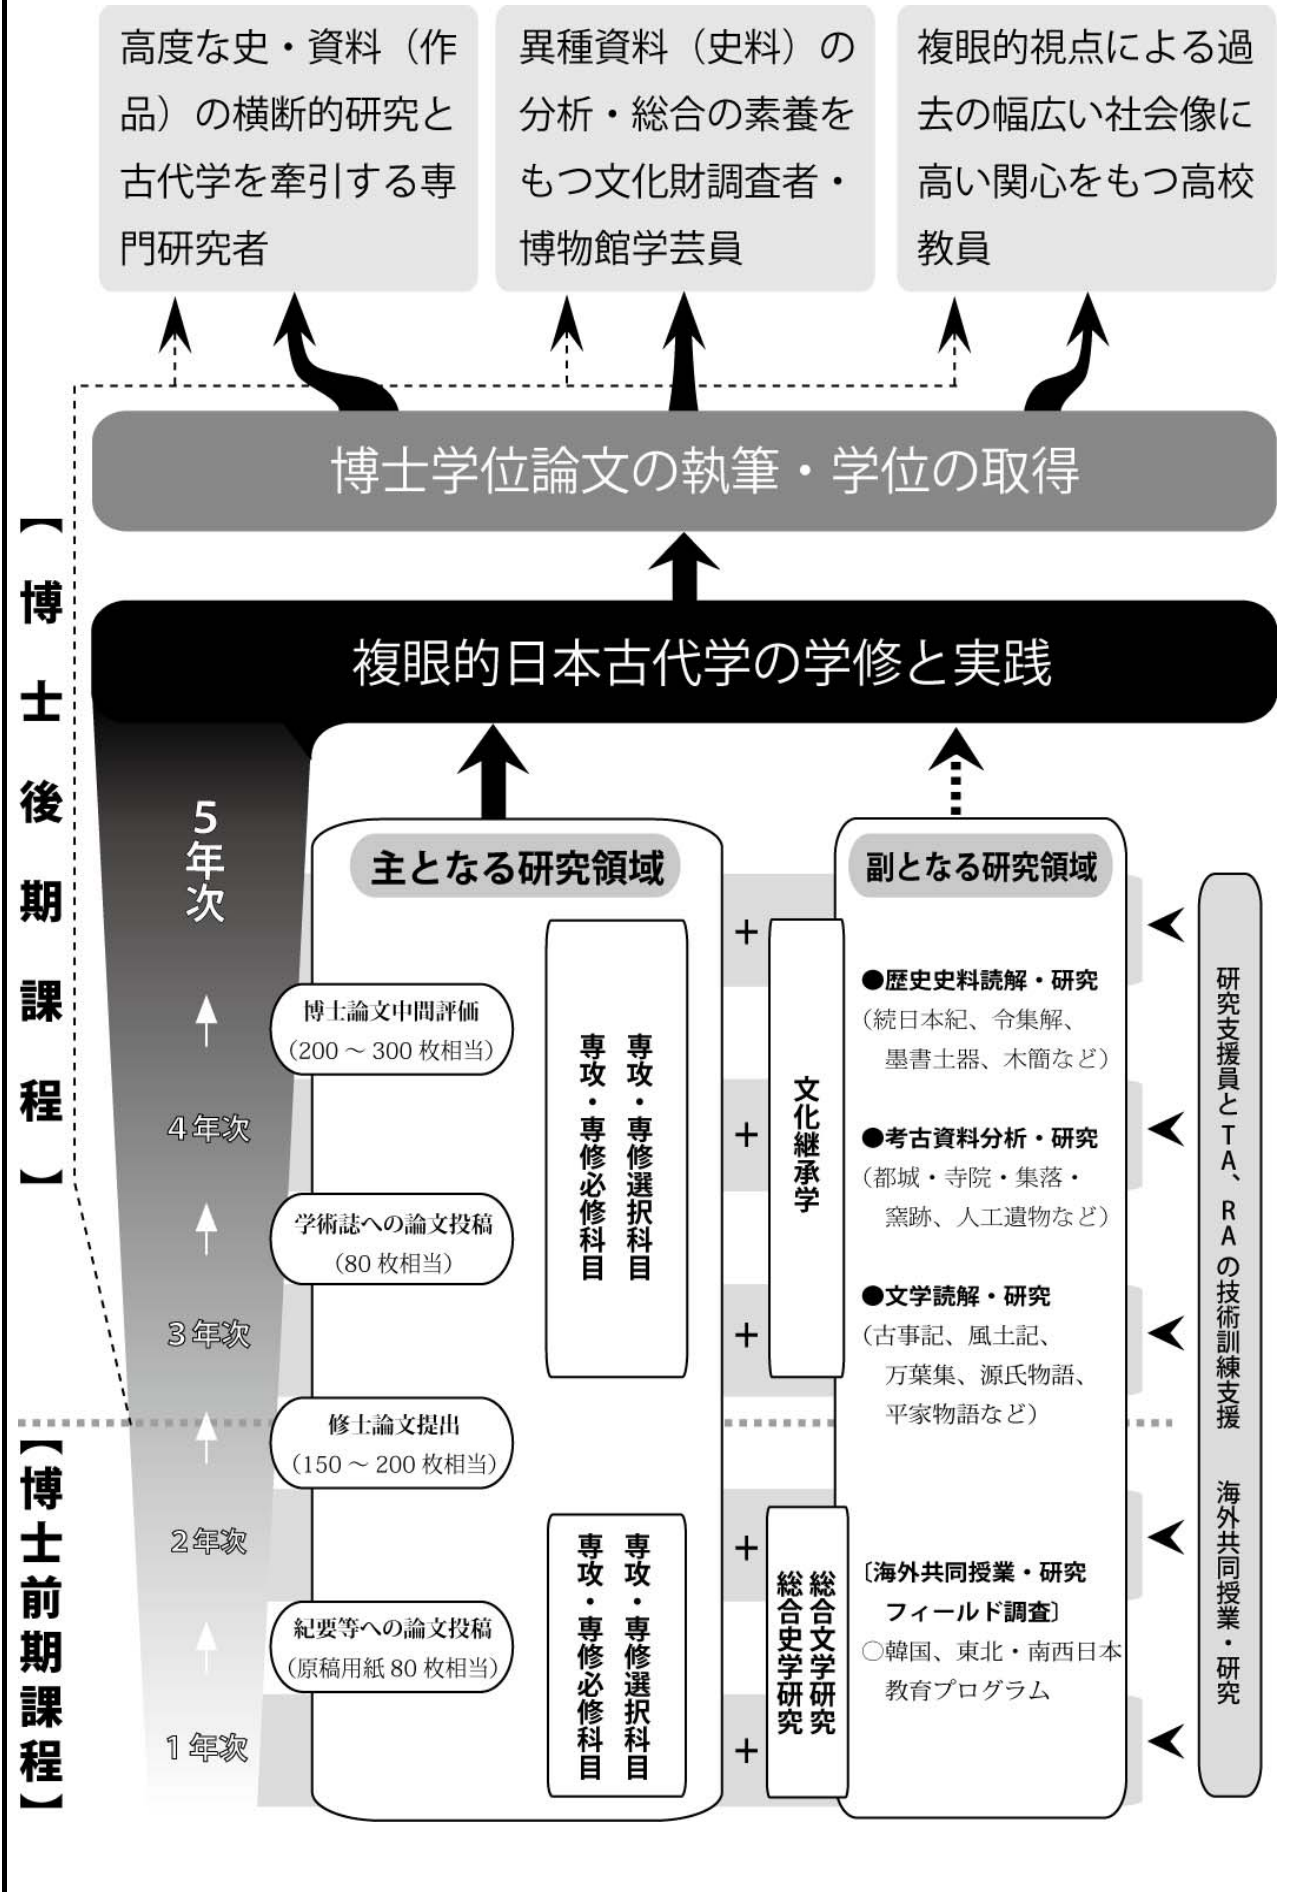 高度な史・資料（作
品）の横断的研究と
古代学を牽引する専
門研究者
異種資料（史料）の
分析・総合の素養を
もつ文化財調査者・
博物館学芸員
複眼的視点による過
去の幅広い社会像に
高い関心をもつ高校
教員
博士学位論文の執筆・学位の取得
複眼的日本古代学の学修と実践
【博士後期課程】
【博士前期課程】
5年次
4年次
3年次
2年次
1年次
主となる研究領域
博士論文中間評価
（200～300枚相当）
学術誌への論文投稿
（80枚相当）
修士論文提出
（150～200枚相当）
紀要等への論文投稿
（原稿用紙80枚相当）
専攻・専修選択科目
専攻・専修必修科目
専攻・専修選択科目
専攻・専修必修科目
＋
＋
＋
＋
＋
文化継承学
総合文学研究
総合史学研究
副となる研究領域
●歴史史料読解・研究
（続日本紀、令集解、
墨書土器、木簡など）
●考古資料分析・研究
（都城・寺院・集落・
窯跡、人工遺物など）
●文学読解・研究
（古事記、風土記、
万葉集、源氏物語、
平家物語など）
〔海外共同授業・研究
フィールド調査〕
○韓国、東北・南西日本
教育プログラム
研究支援員とTA、RAの技術訓練支援　海外共同授業・研究